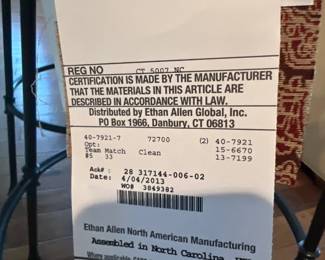 REG NO CT 5007 NC
CERTIFICATION IS MADE BY THE MANUFACTURER
THAT THE MATERIALS IN THIS ARTICLE ARE
DESCRIBED IN ACCORDANCE WITH LAW.
Distributed by Ethan Allen Global, Inc.
PO Box 1966, Danbury, CT 06813
40-7921-7 72700 (2) 40-7921
Opt: 15-6670
Team Match Clean 13-7199
#5 33
Ack#: 28 317144-006-02
Date: 4/04/2013
WO# 3849382
Ethan Allen North American Manufacturing
Assembled in North Carolina,